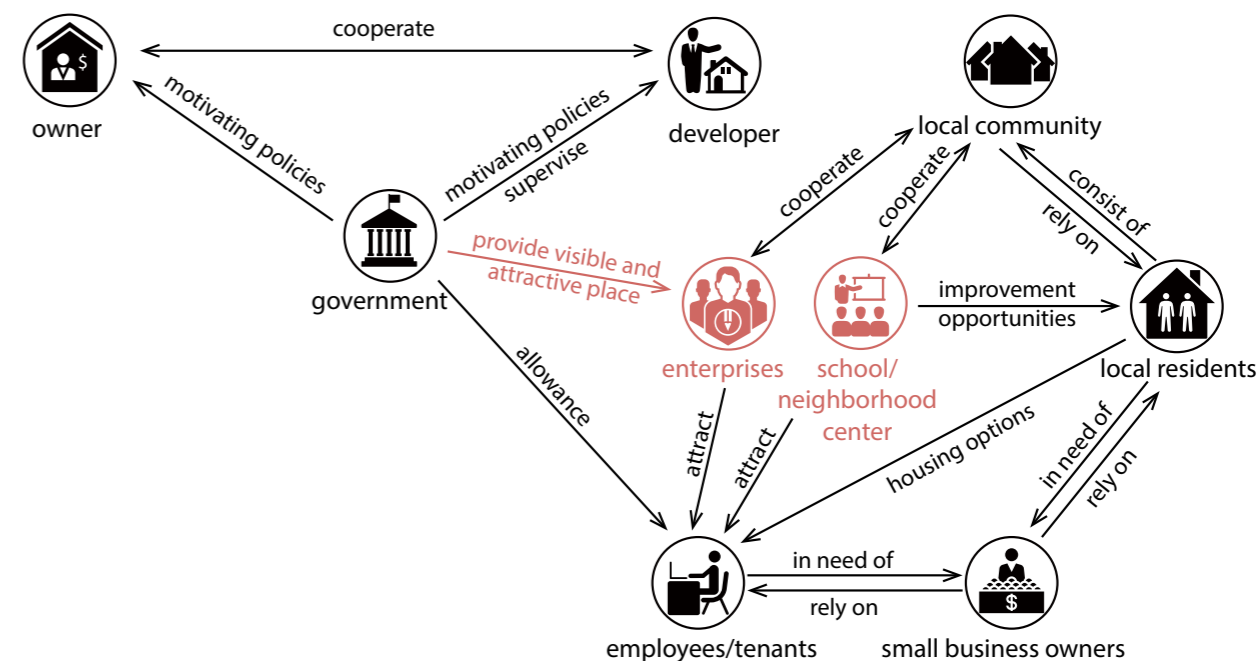 cooperate
owner
developer
local community
motivating policies
motivating policies
supervise
cooperate
cooperate
consist of
rely on
government
provide visible and
attractive place
improvement
opportunities
enterprises
school/
neighborhood
center
local residents
allowance
attract
attract
housing options
in need of
rely on
in need of
rely on
employees/tenants
small business owners
$
$